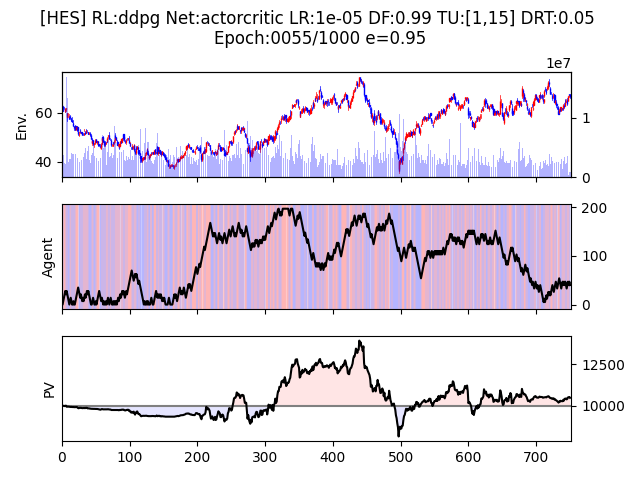 [HES] RL:ddpg Net:actorcritic LR:1e-05 DF:0.99 TU:[1,15] DRT:0.05
Epoch:0055/1000 e=0.95
1e7
Env.
60
40
1
0
Agent
200
100
0
PV
12500
10000
0 100 200 300 400 500 600 700